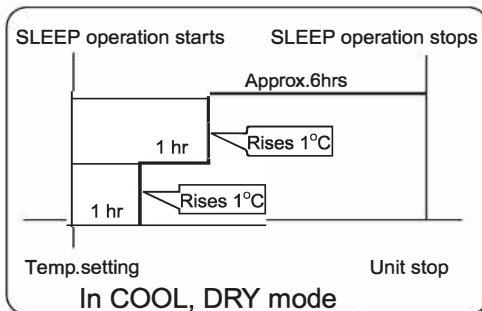 SLEEP operation starts SLEEP operation stops
Approx.6hrs
1 hr Rises 1°C
1 hr Rises 1°C
Temp.setting Unit stop
In COOL, DRY mode